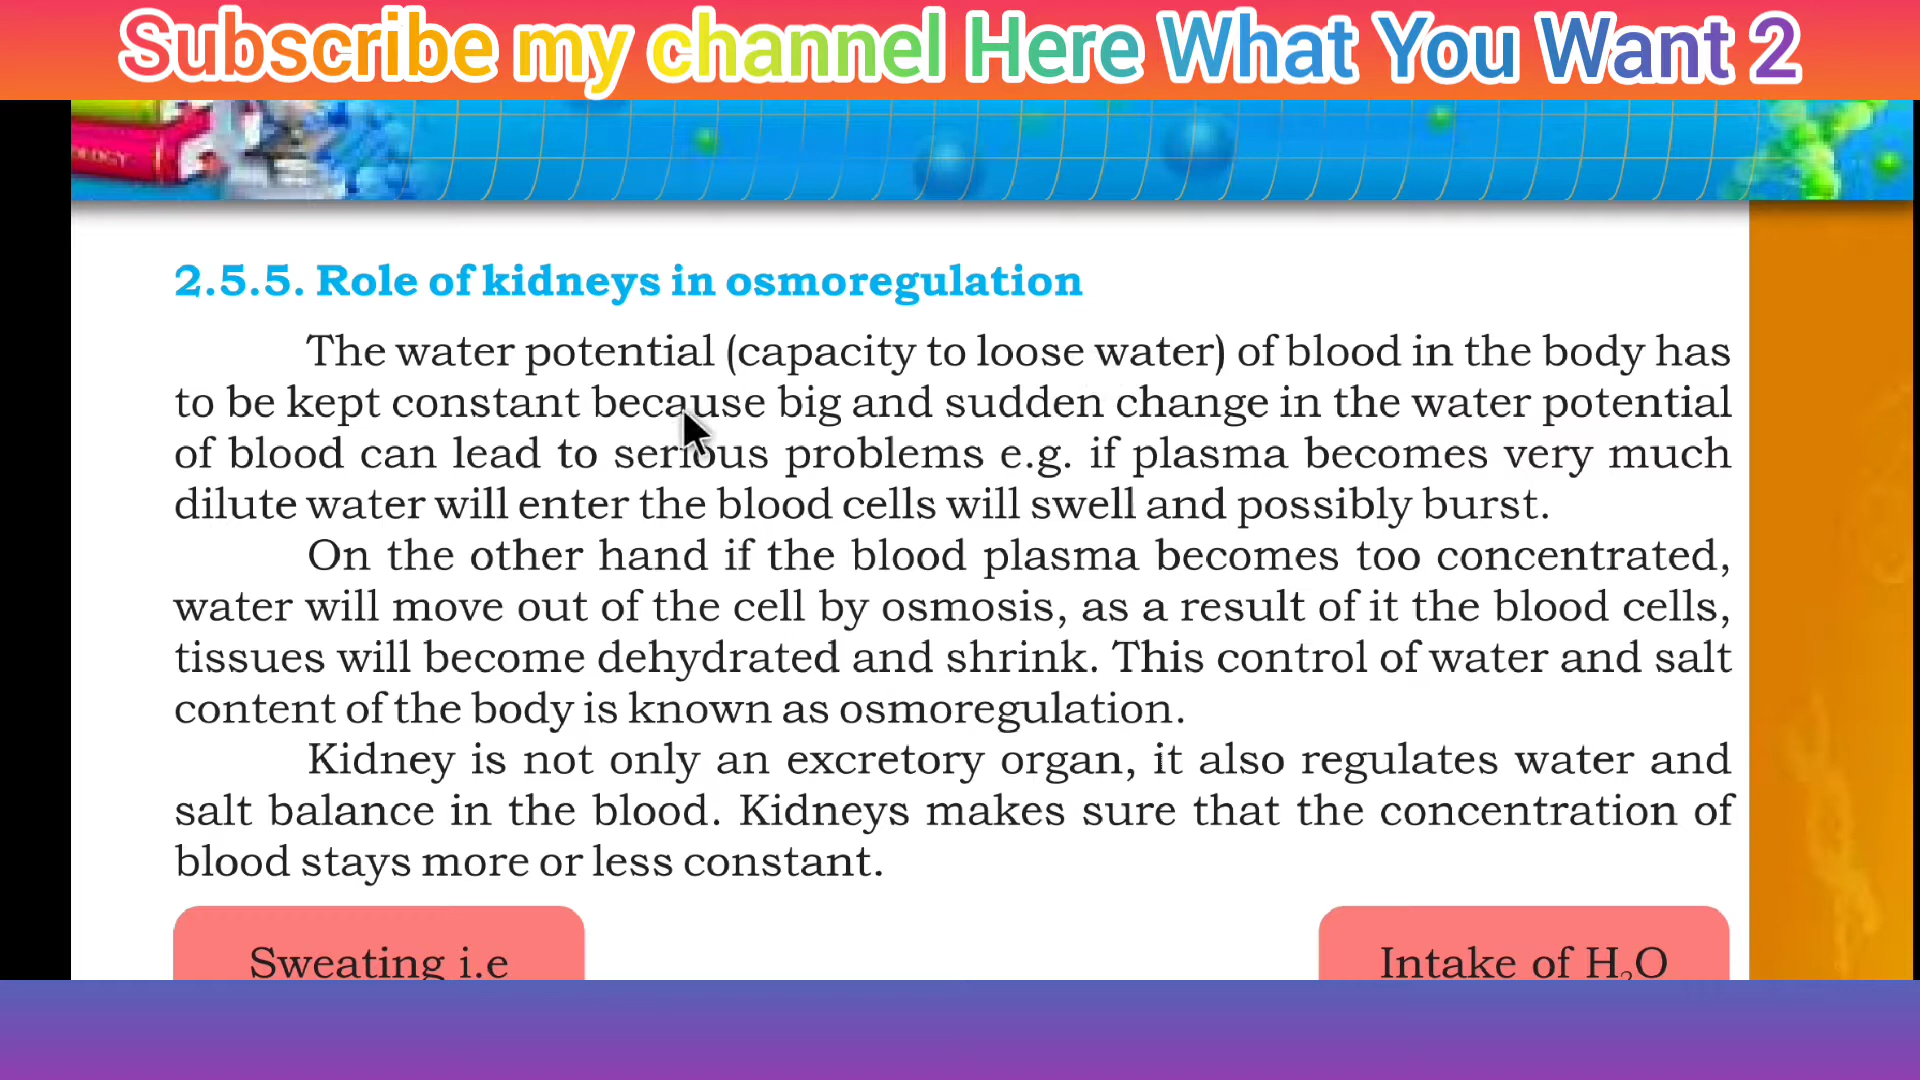 Subscribe my channel Here What You Want 2
OLOGY
2.5.5. Role of kidneys in osmoregulation
The water potential (capacity to loose water) of blood in the body has
to be kept constant because big and sudden change in the water potential
of blood can lead to serious problems e.g. if plasma becomes very much
dilute water will enter the blood cells will swell and possibly burst.
On the other hand if the blood plasma becomes too concentrated,
water will move out of the cell by osmosis, as a result of it the blood cells,
tissues will become dehydrated and shrink. This control of water and salt
content of the body is known as osmoregulation.
Kidney is not only an excretory organ, it also regulates water and
salt balance in the blood. Kidneys makes sure that the concentration of
blood stays more or less constant.
Sweating i.e
Intake of H₂O